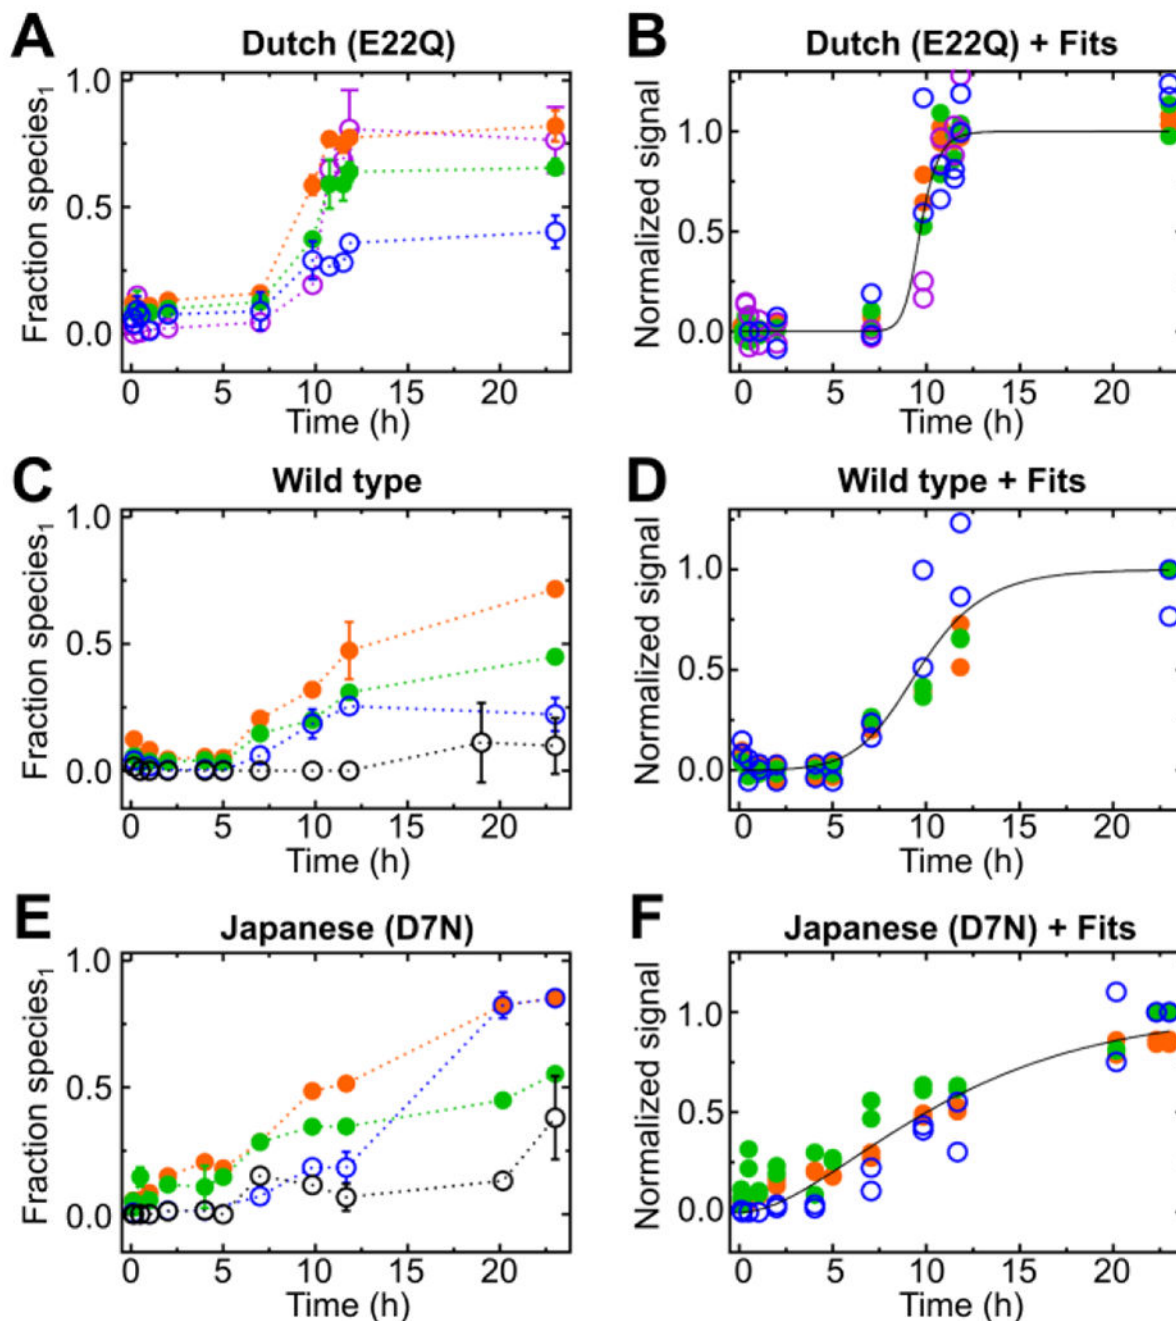 A Dutch (E22Q)
Fraction species₁
1.0
0.5
0.0
0 5 10 15 20
Time (h)
B Dutch (E22Q) + Fits
Normalized signal
1.0
0.5
0.0
0 5 10 15 20
Time (h)
C Wild type
Fraction species₁
1.0
0.5
0.0
0 5 10 15 20
Time (h)
D Wild type + Fits
Normalized signal
1.0
0.5
0.0
0 5 10 15 20
Time (h)
E Japanese (D7N)
Fraction species₁
1.0
0.5
0.0
0 5 10 15 20
Time (h)
F Japanese (D7N) + Fits
Normalized signal
1.0
0.5
0.0
0 5 10 15 20
Time (h)